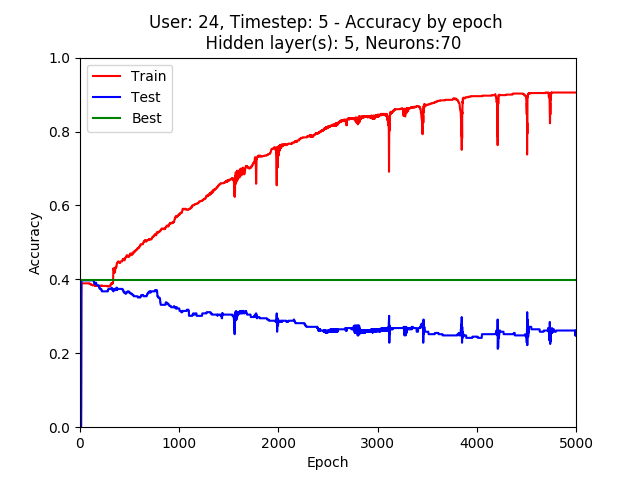 User: 24, Timestep: 5 - Accuracy by epoch
Hidden layer(s): 5, Neurons:70
1.0
0.8
0.6
0.4
0.2
0.0
Accuracy
Train
Test
Best
0
1000
2000
3000
4000
5000
Epoch